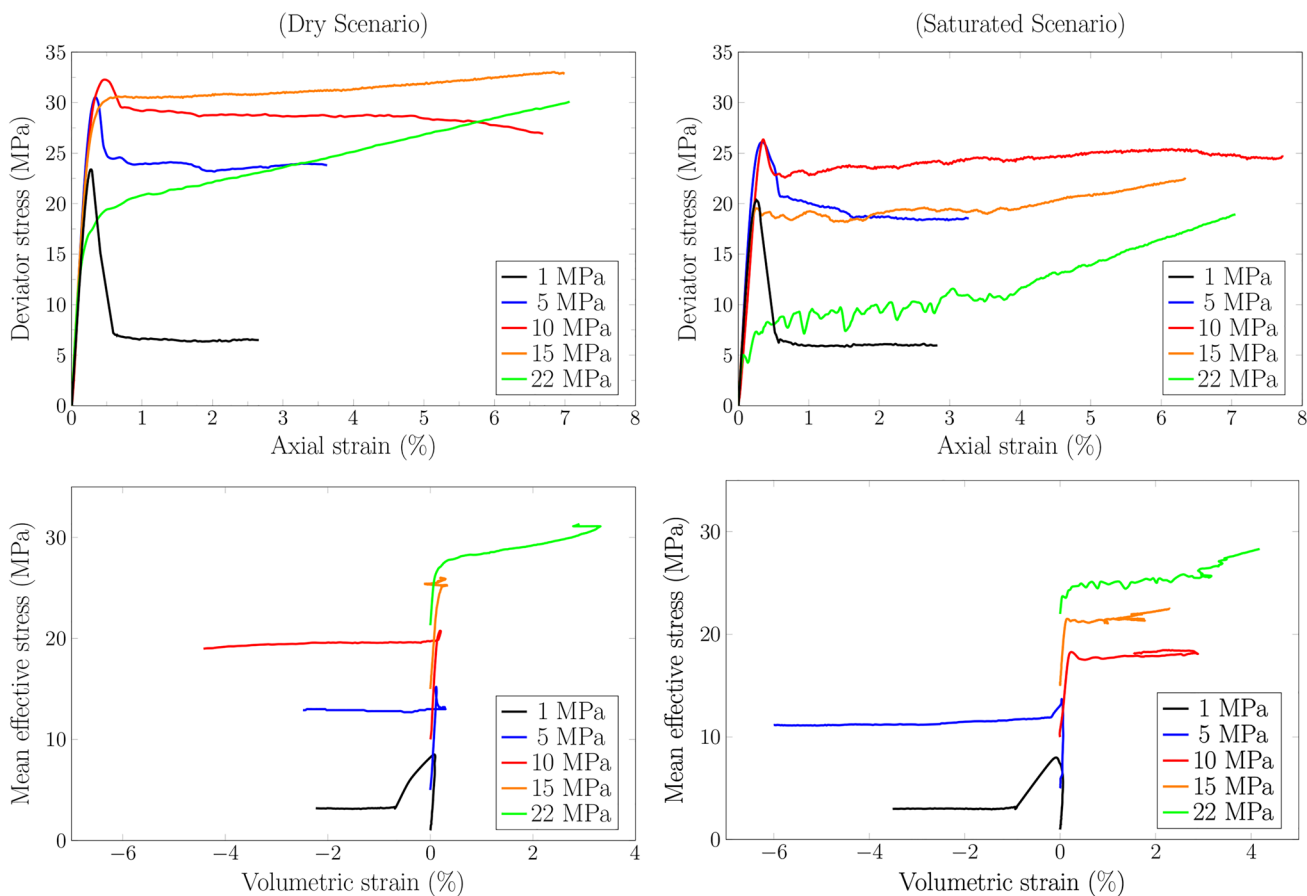 (Dry Scenario)
(Saturated Scenario)
Deviator stress (MPa)
35
30
25
20
15
10
5
0
0 1 2 3 4 5 6 7 8
Axial strain (%)
1 MPa
5 MPa
10 MPa
15 MPa
22 MPa
Deviator stress (MPa)
35
30
25
20
15
10
5
0
0 1 2 3 4 5 6 7 8
Axial strain (%)
1 MPa
5 MPa
10 MPa
15 MPa
22 MPa
Mean effective stress (MPa)
30
20
10
0
−6 −4 −2 0 2 4
Volumetric strain (%)
1 MPa
5 MPa
10 MPa
15 MPa
22 MPa
Mean effective stress (MPa)
30
20
10
0
−6 −4 −2 0 2 4
Volumetric strain (%)
1 MPa
5 MPa
10 MPa
15 MPa
22 MPa